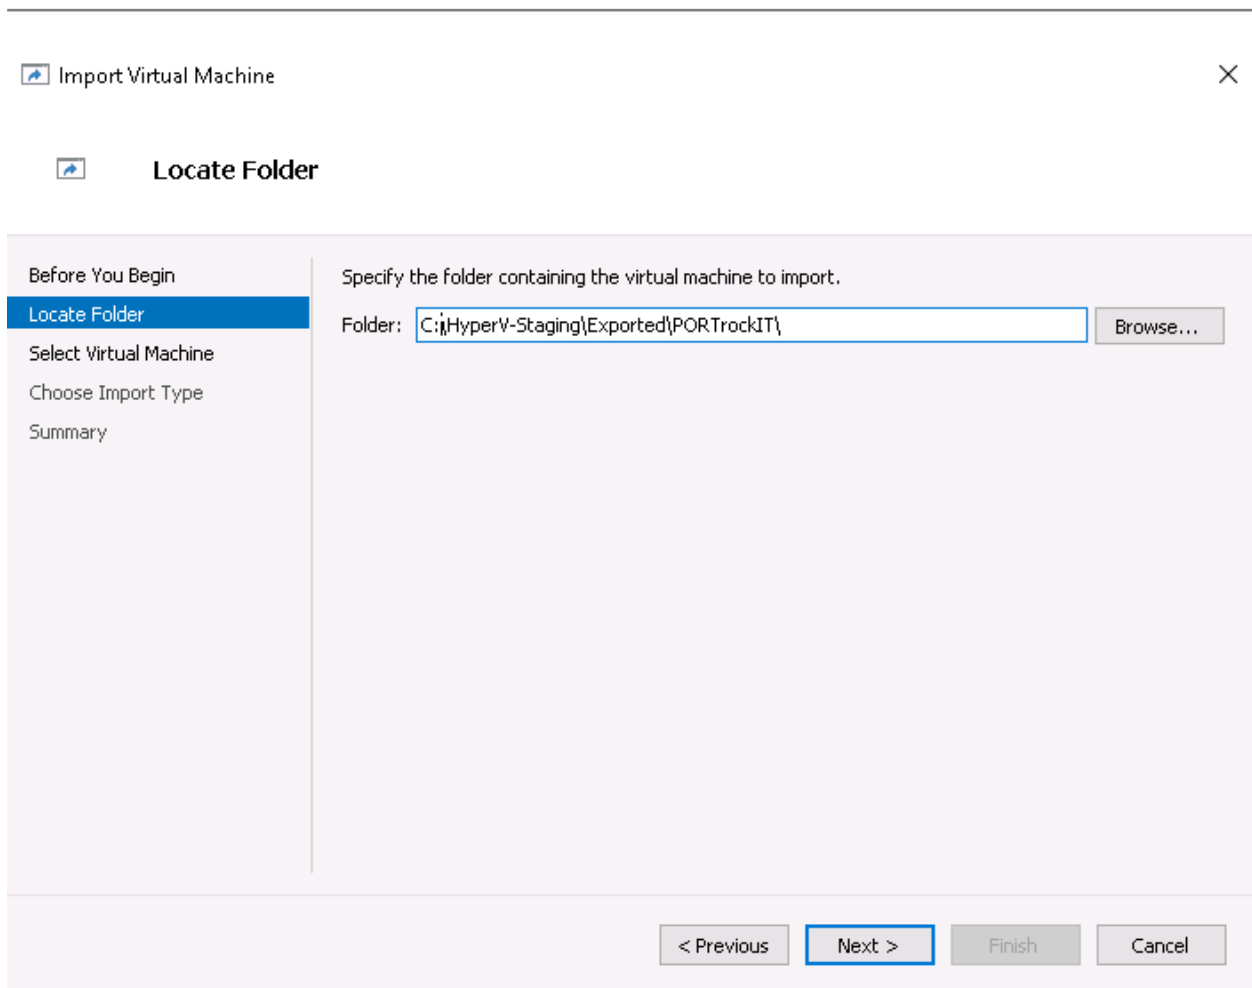 Import Virtual Machine
Locate Folder
Before You Begin
Locate Folder
Select Virtual Machine
Choose Import Type
Summary
Specify the folder containing the virtual machine to import.
Folder: C:\HyperV-Staging\Exported\PORTrockIT\ Browse...
< Previous Next > Finish Cancel